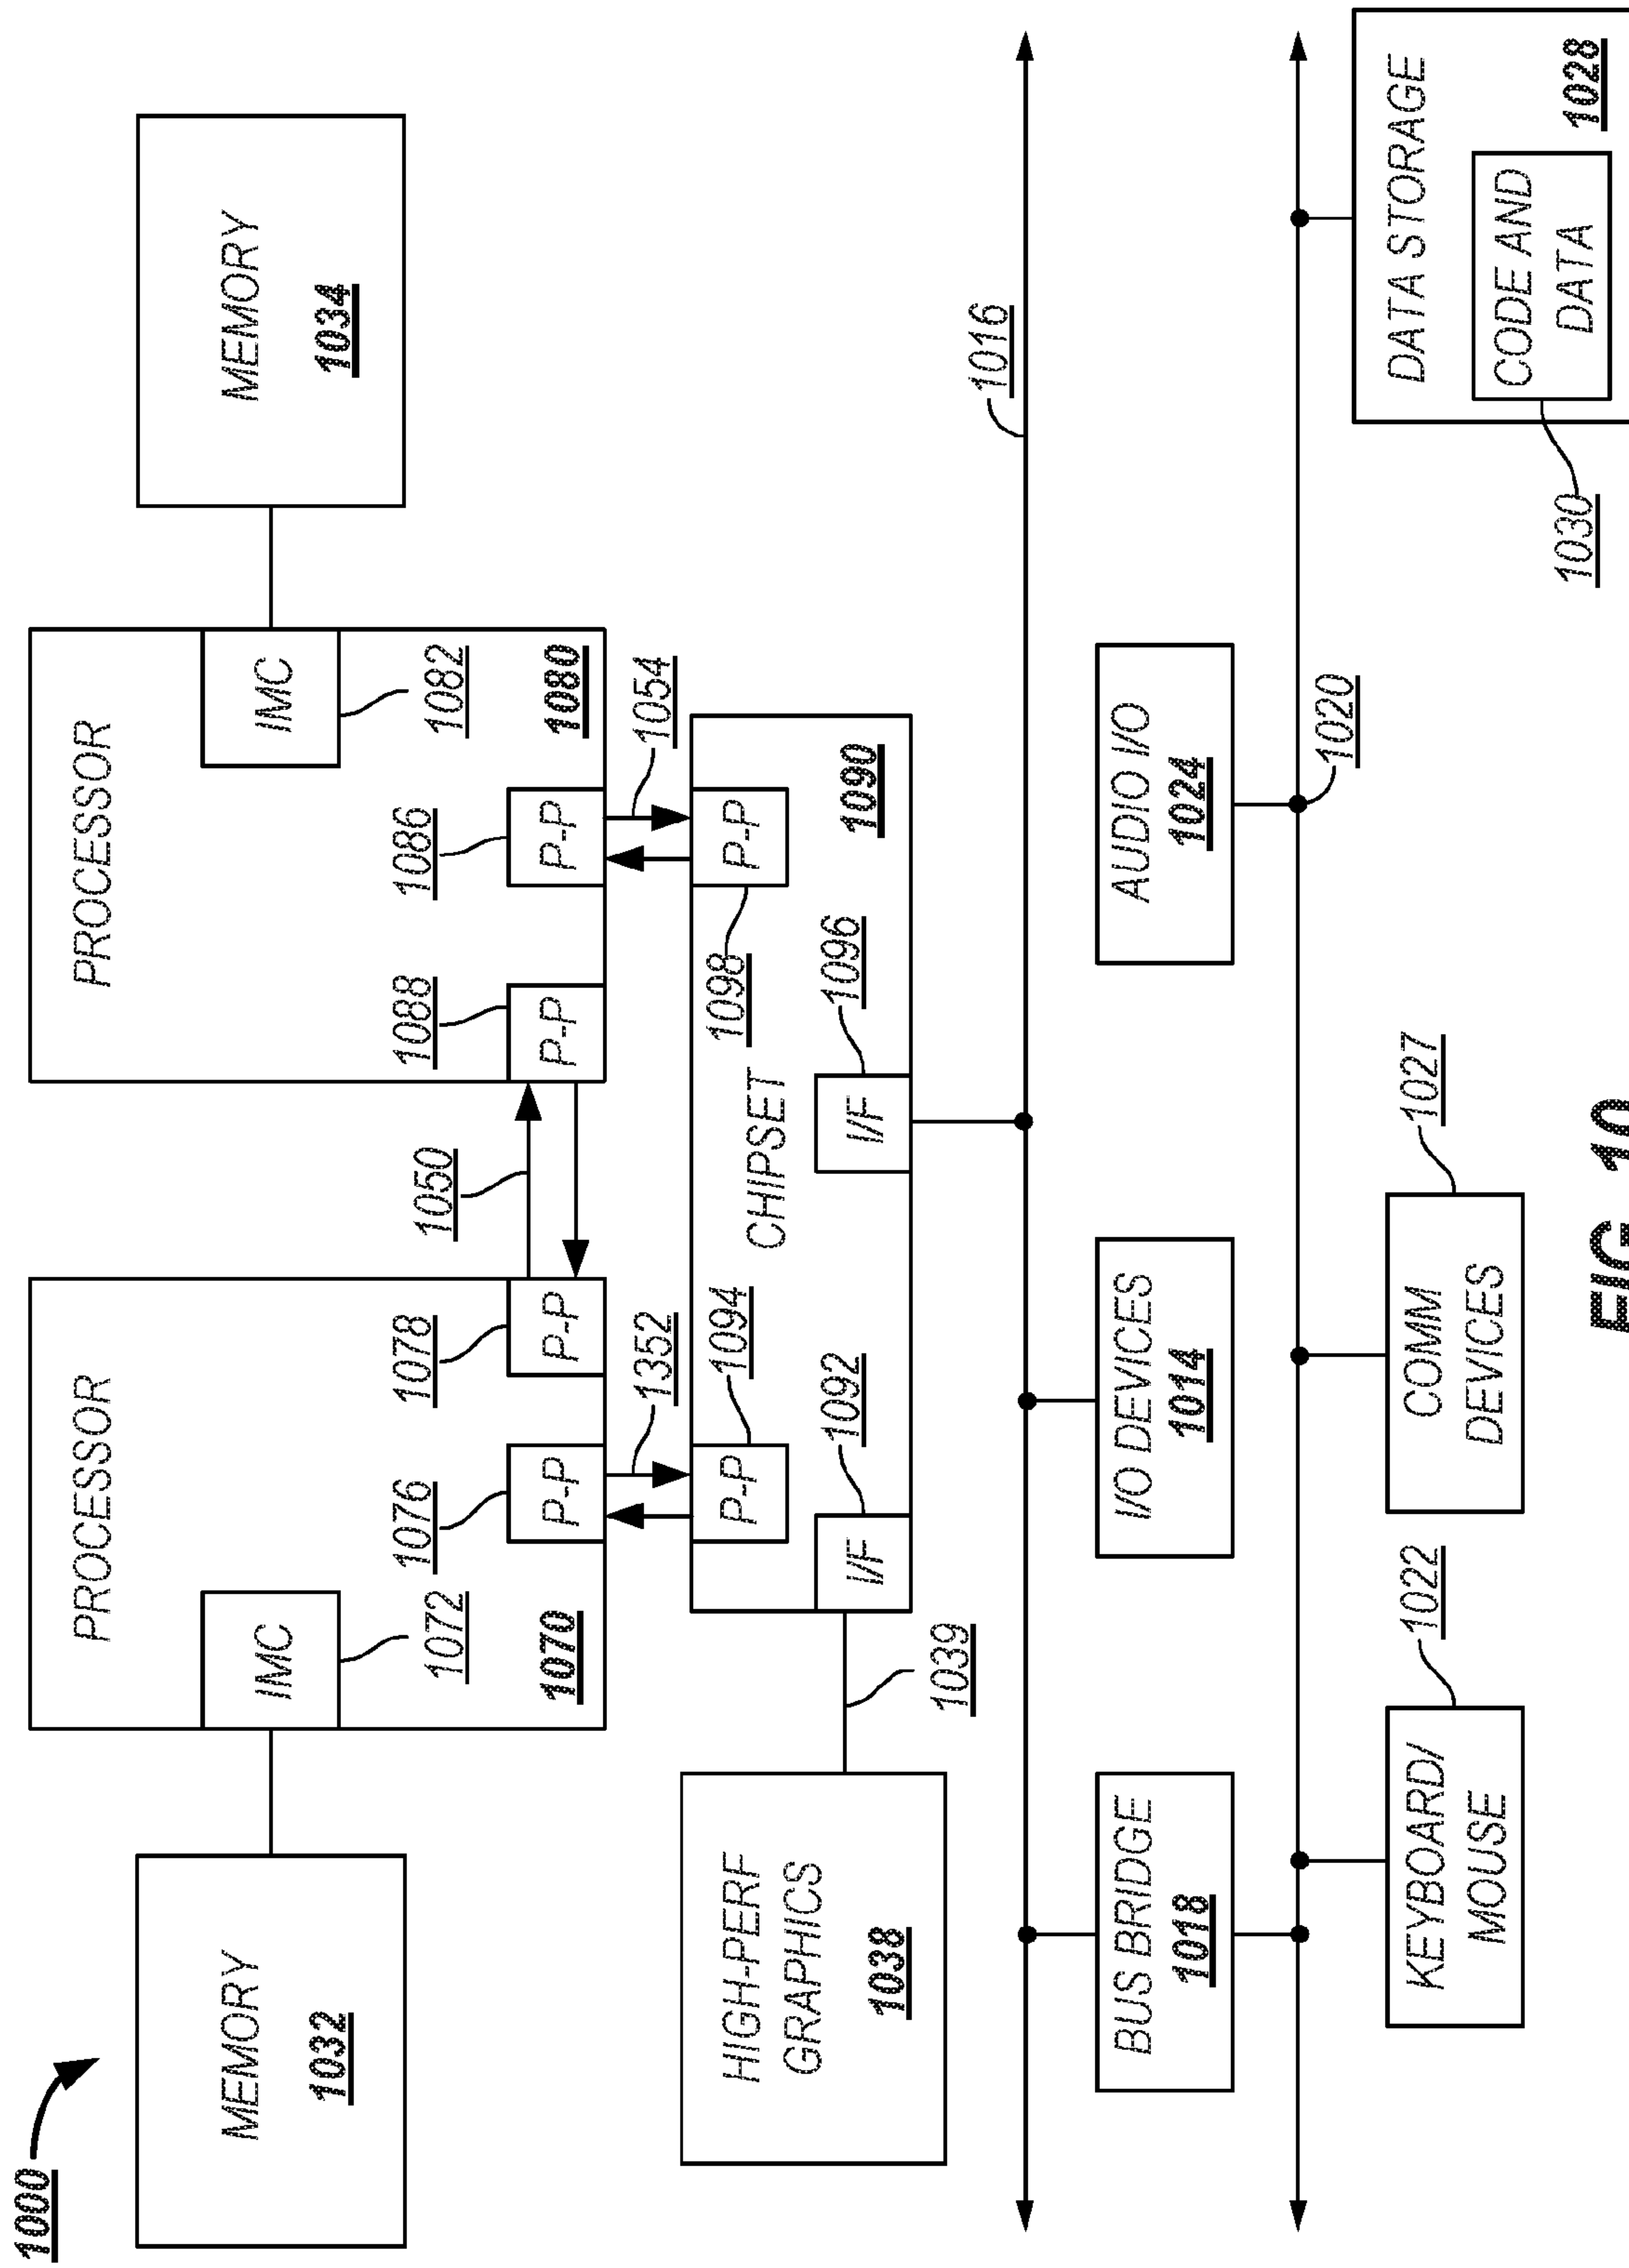 1000
MEMORY
1032
PROCESSOR
IMC
1072
1070
1076
P-P
1078
P-P
1050
PROCESSOR
1088
P-P
1086
P-P
IMC
1082
1080
MEMORY
1034
1352
1054
HIGH-PERF
GRAPHICS
1038
1039
P-P
1094
I/F
1092
CHIPSET
P-P
1098
1090
I/F
1096
1016
BUS BRIDGE
1018
I/O DEVICES
1014
AUDIO I/O
1024
1020
KEYBOARD/
MOUSE
1022
COMM
DEVICES
1027
DATA STORAGE
CODE AND
DATA
1028
1030
FIG. 10